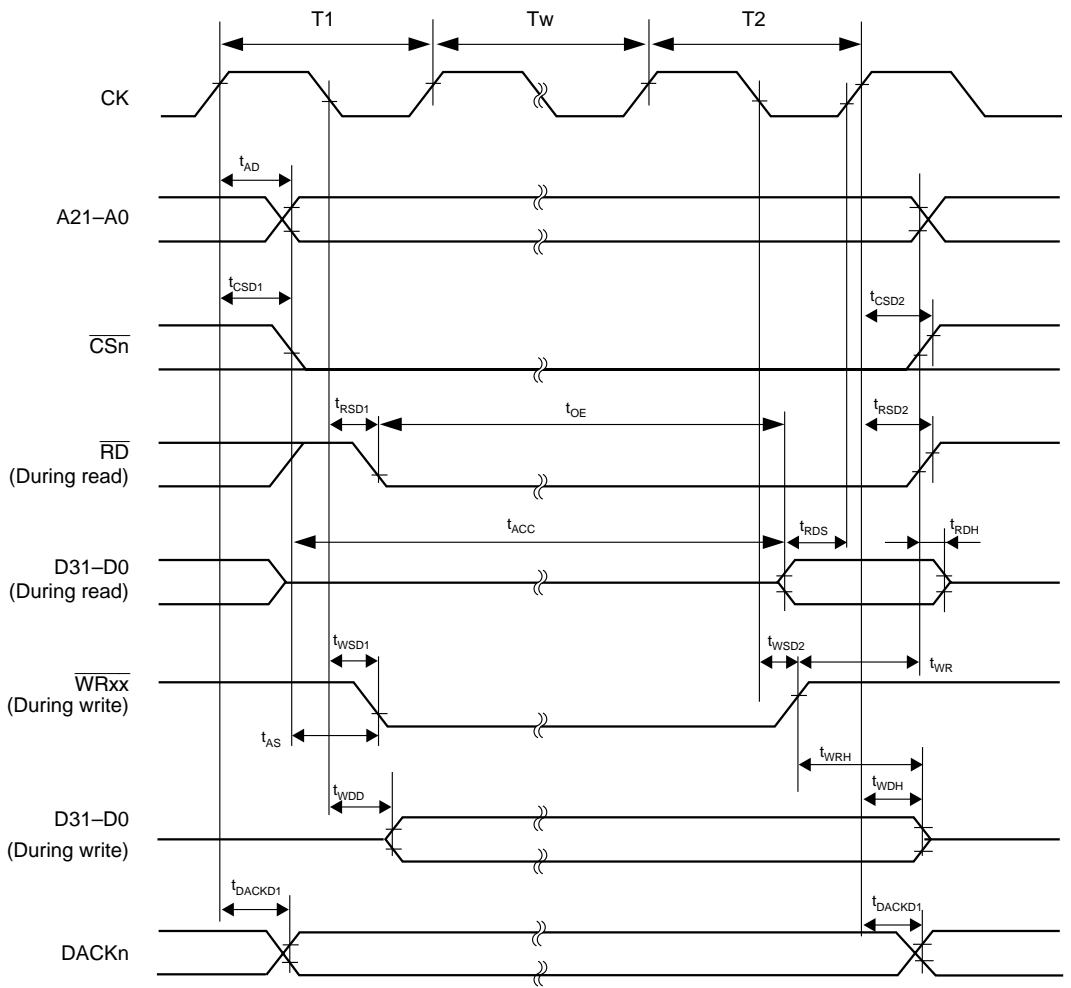 T1 Tw T2
CK
tAD
A21–A0
tCSD1 tCSD2
CSn
tRSD1 tOE tRSD2
RD
(During read)
tACC tRDS tRDH
D31–D0
(During read)
tWSD1 tWSD2 tWR
WRxx
(During write)
tAS tWRH
tWDD tWDH
D31–D0
(During write)
tDACKD1 tDACKD1
DACKn